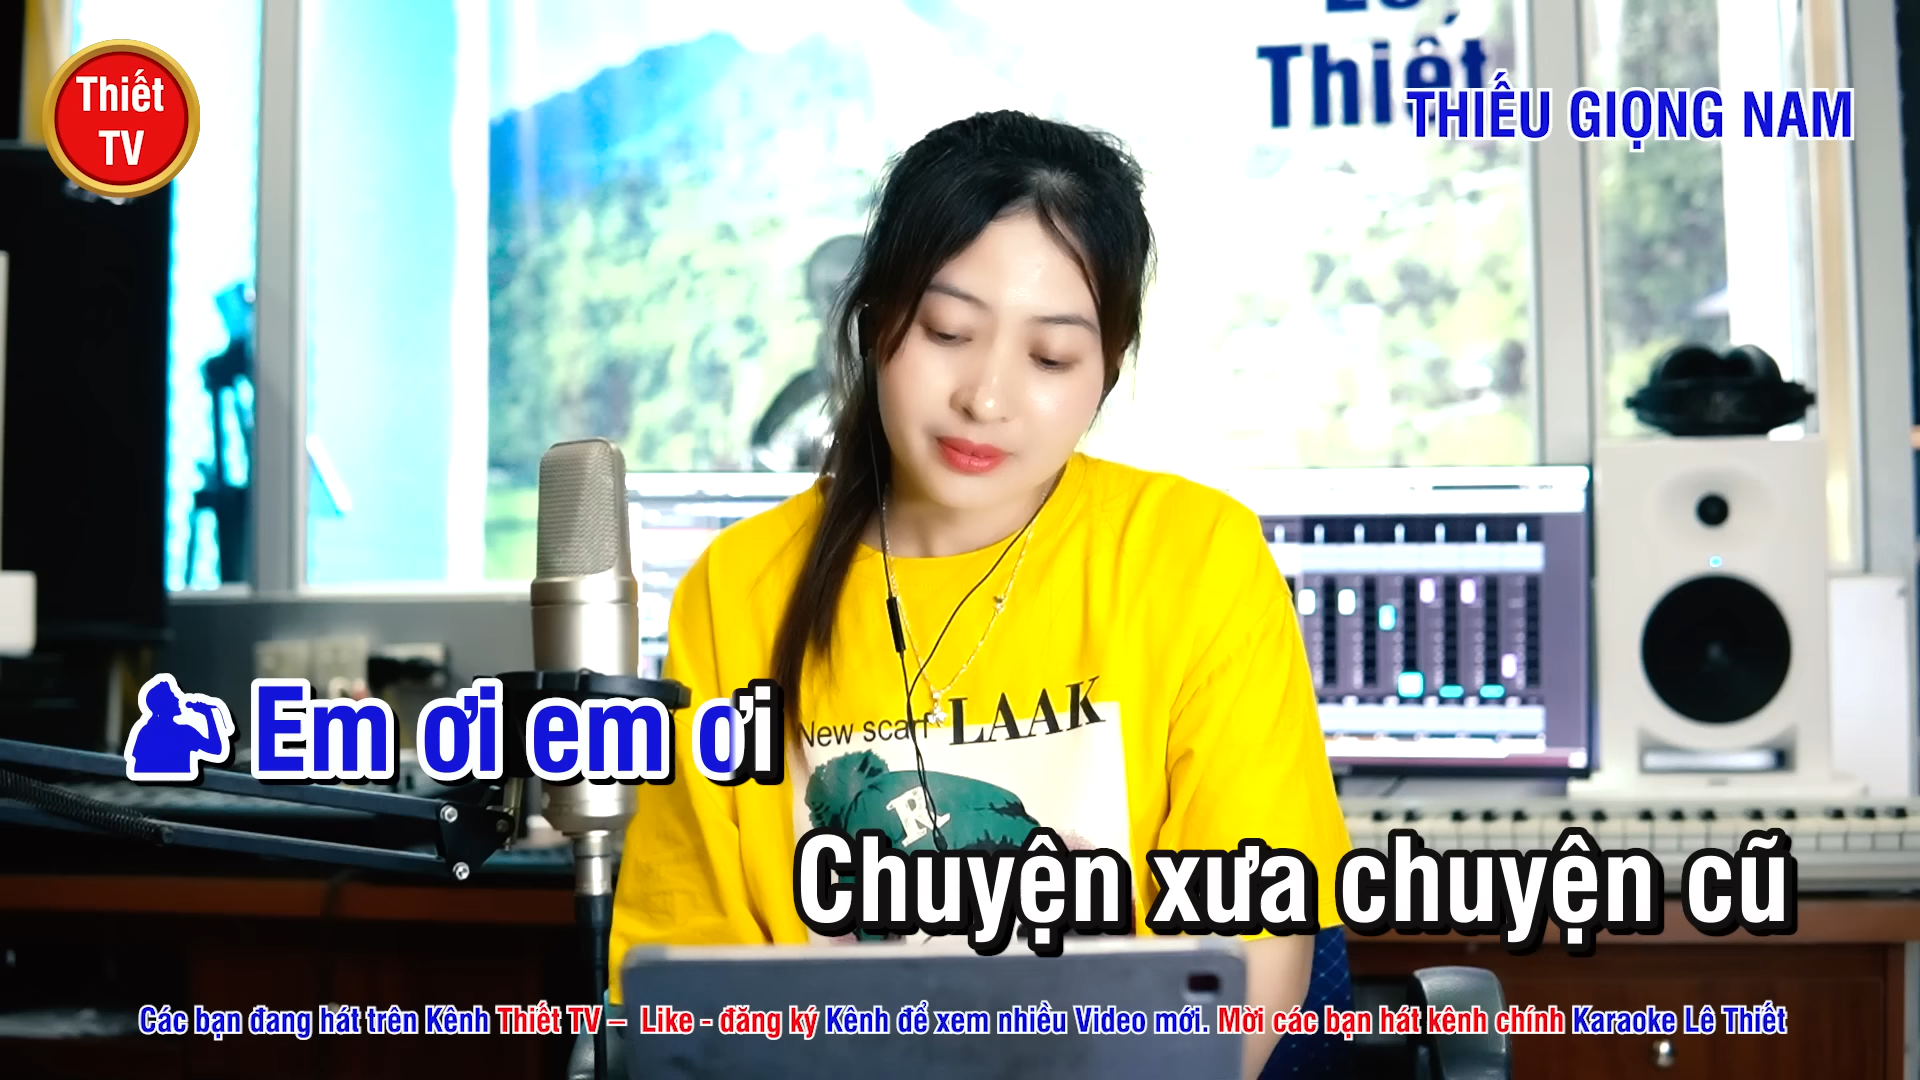 Thiết
TV
Thiết
THIẾU GIỌNG NAM
New scarf LAAK
R
Em ơi em ơi
Chuyện xưa chuyện cũ
Các bạn đang hát trên Kênh Thiết TV – Like - đăng ký Kênh để xem nhiều Video mới. Mời các bạn hát kênh chính Karaoke Lê Thiết